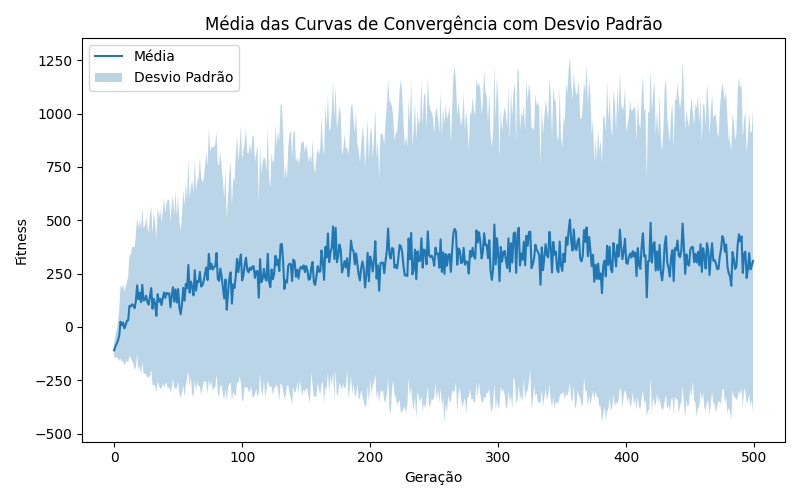 Média das Curvas de Convergência com Desvio Padrão
Média
Desvio Padrão
Fitness
1250
1000
750
500
250
0
−250
−500
0 100 200 300 400 500
Geração